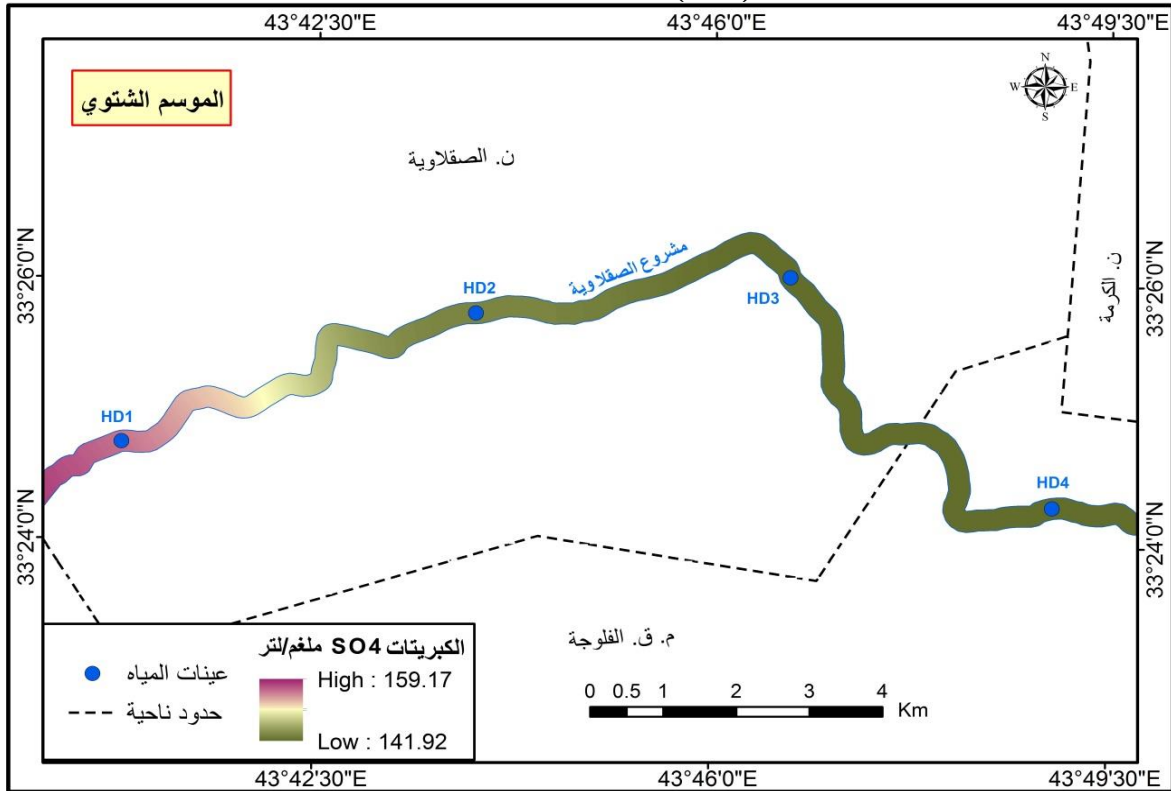 43°42'30"E
43°46'0"E
43°49'30"E
الموسم الشتوي
N
W
E
S
ن. الصقلاوية
مشروع الصقلاوية
33°26'0"N
33°26'0"N
ن. الكرمة
HD2
HD3
HD1
HD4
33°24'0"N
33°24'0"N
م. ق. الفلوجة
الكبريتات SO4 ملغم/لتر
عينات المياه
High : 159.17
حدود ناحية
Low : 141.92
0 0.5 1 2 3 4
Km
43°42'30"E
43°46'0"E
43°49'30"E